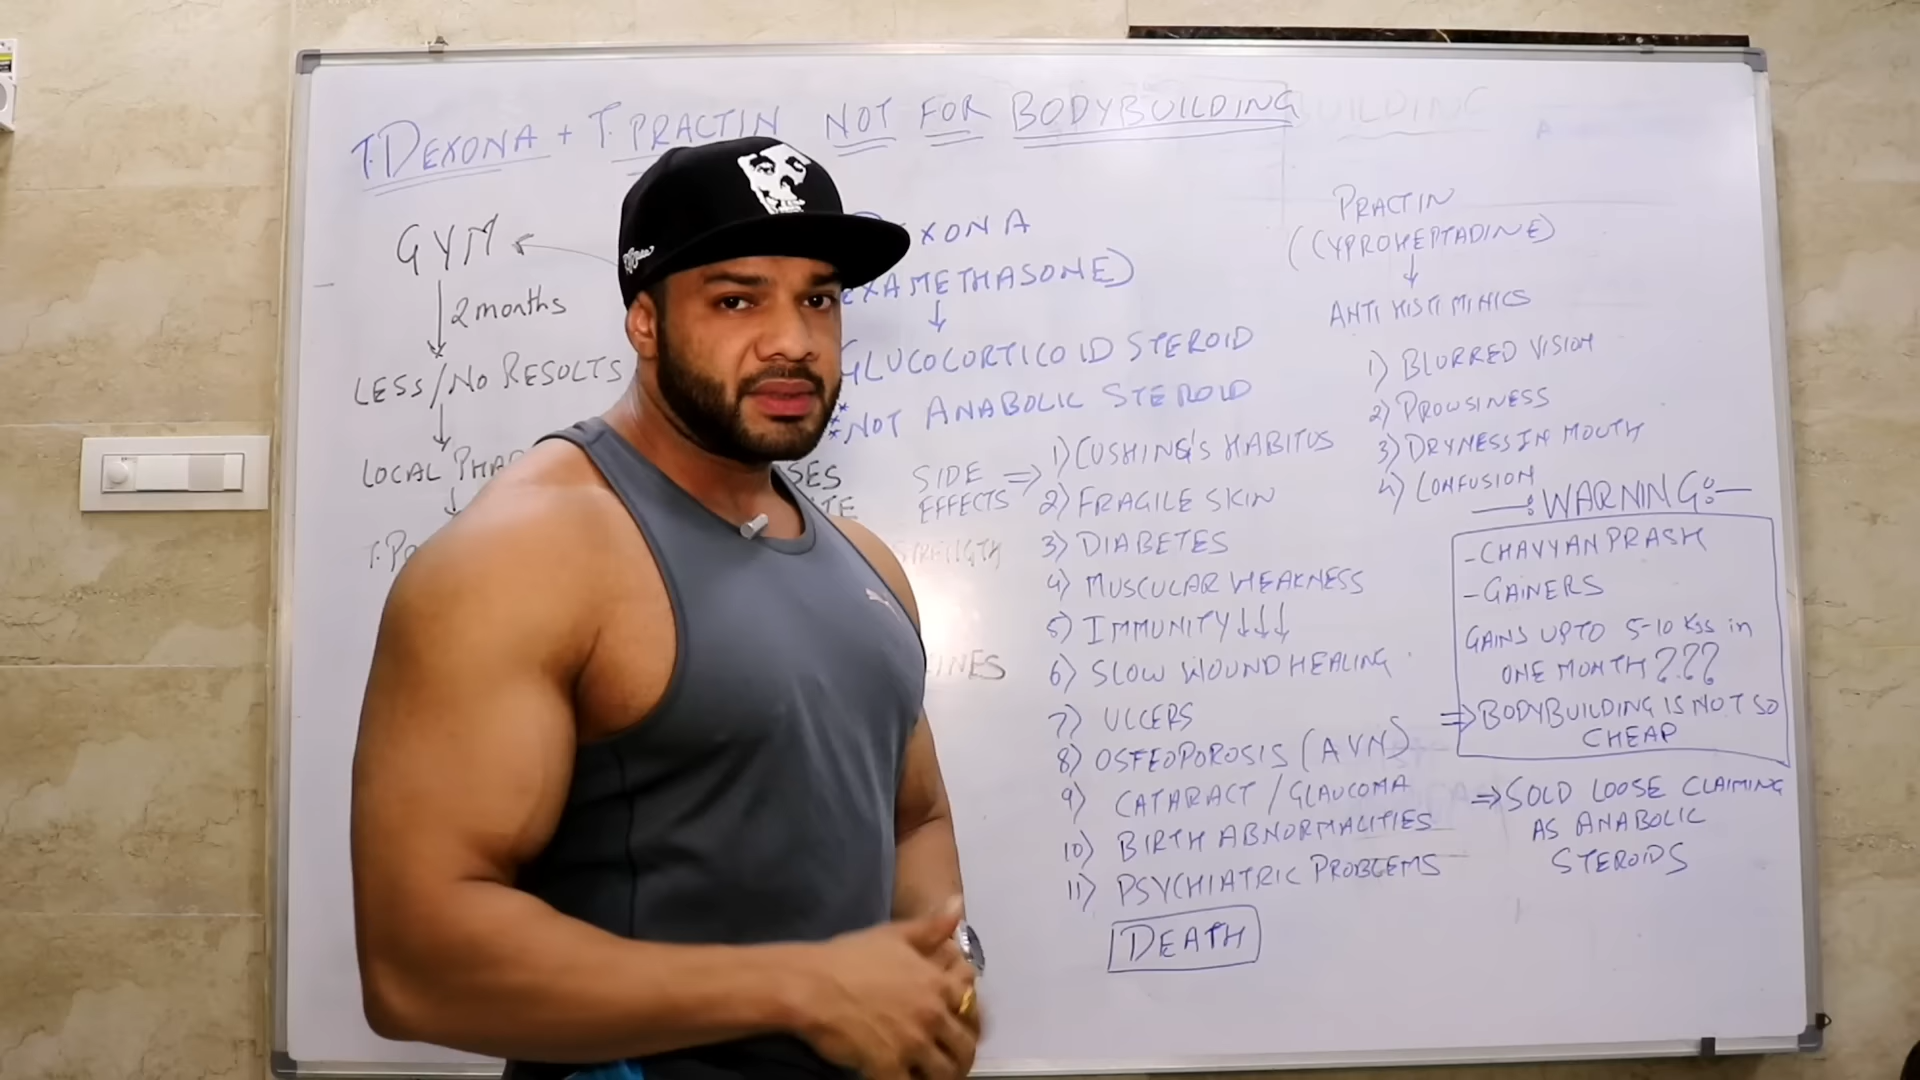 T. DEXONA + T. PRACTIN NOT FOR BODYBUILDING
GYM
2 months
LESS/NO RESULTS
LOCAL
XONA
EXAMETHASONE)
GLUCOCORTICOID STEROID
NOT ANABOLIC STEROID
SIDE
EFFECTS
1) CUSHING'S HABITUS
2) FRAGILE SKIN
3) DIABETES
4) MUSCULAR WEAKNESS
5) IMMUNITY ↓↓↓
6) SLOW WOUND HEALING
7) ULCERS
8) OSTEOPOROSIS (AVN)
9) CATARACT / GLAUCOMA
10) BIRTH ABNORMALITIES
11) PSYCHIATRIC PROBLEMS
DEATH
PRACTIN
(CYPROHEPTADINE)
ANTI HISTIMINICS
1) BLURRED VISION
2) DROWSINESS
3) DRYNESS IN MOUTH
4) CONFUSION
WARNING
- CHAVYANPRASH
- GAINERS
GAINS UPTO 5-10 Kgs in
ONE MONTH???
⇒ BODYBUILDING IS NOT SO
CHEAP
⇒ SOLD LOOSE CLAIMING
AS ANABOLIC
STEROIDS